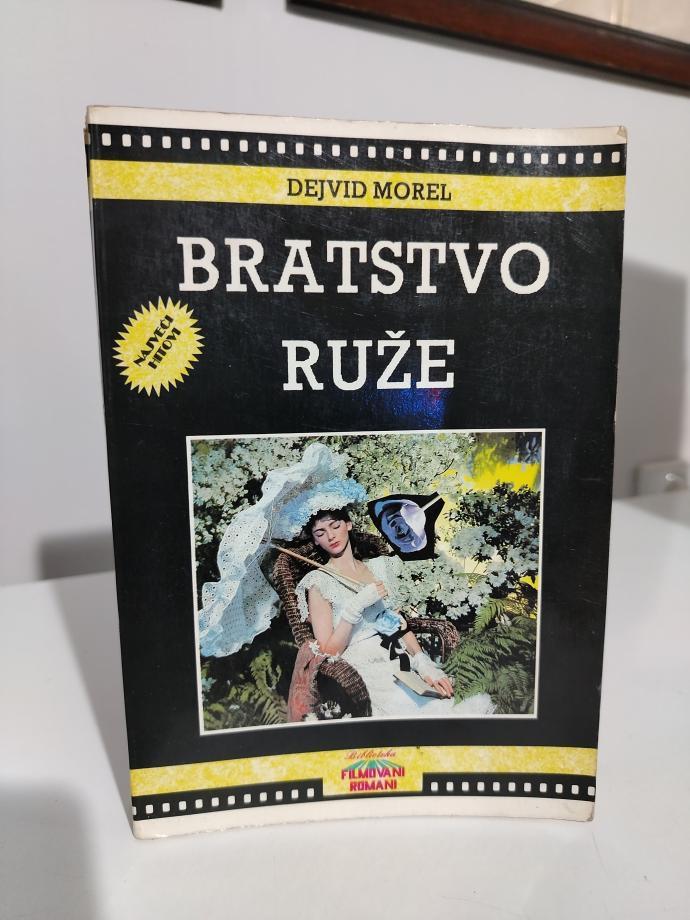 DEJVID MOREL
BRATSTVO
RUŽE
NAJVEĆI
HITOVI
Biblioteka
FILMOVANI
ROMANI